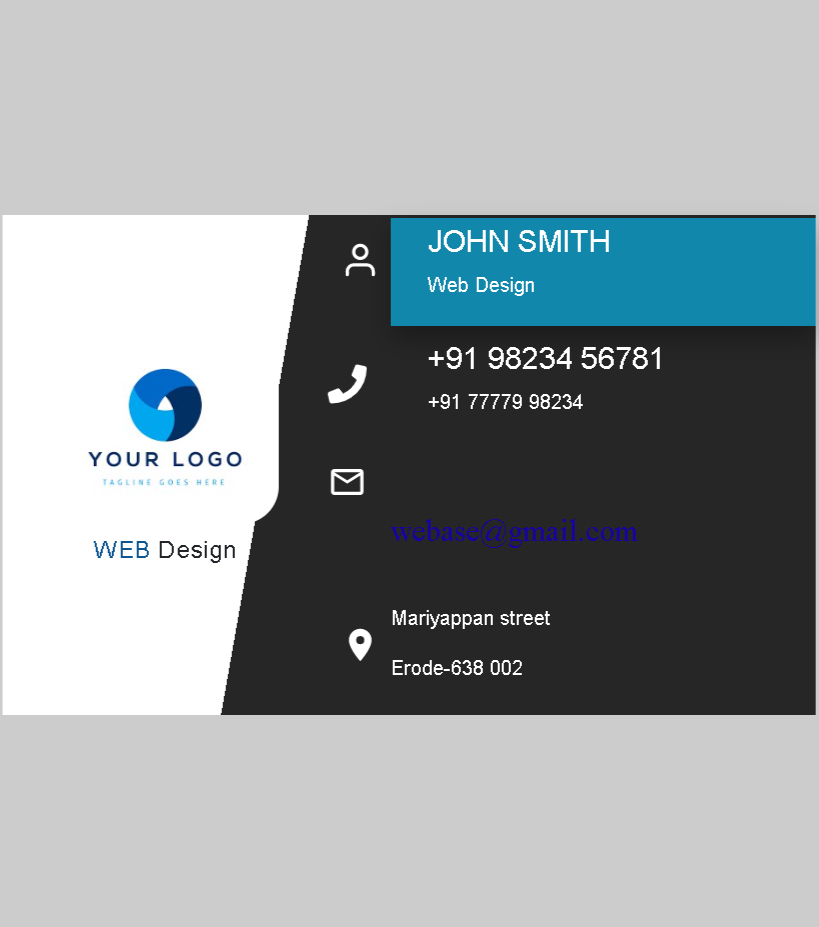 YOUR LOGO
TAGLINE GOES HERE
WEB Design
JOHN SMITH
Web Design
+91 98234 56781
+91 77779 98234
webase@gmail.com
Mariyappan street
Erode-638 002